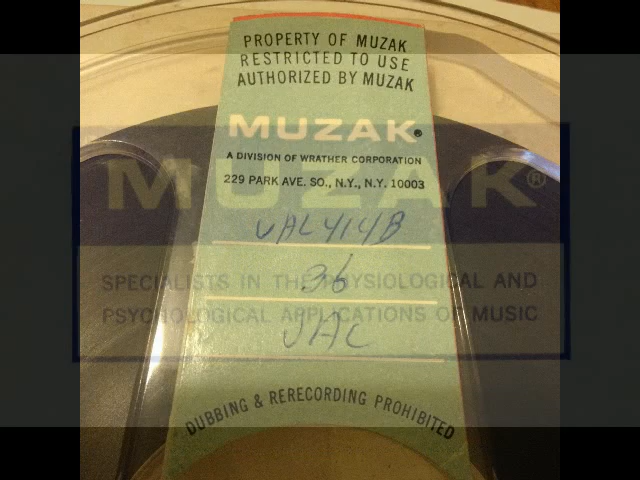 PROPERTY OF MUZAK
RESTRICTED TO USE
AUTHORIZED BY MUZAK
MUZAK®
A DIVISION OF WRATHER CORPORATION
229 PARK AVE. SO., N.Y., N.Y. 10003
VAL414B
36
JAC
DUBBING & RERECORDING PROHIBITED
MUZAK®
SPECIALISTS IN THE PHYSIOLOGICAL AND
PSYCHOLOGICAL APPLICATIONS OF MUSIC